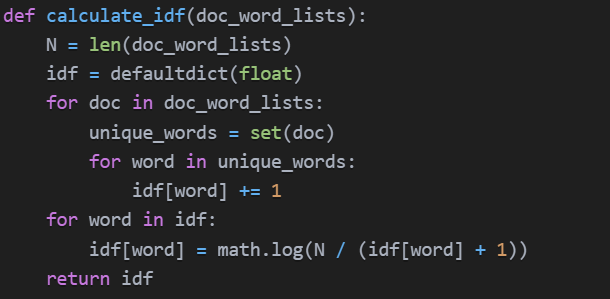 def calculate_idf(doc_word_lists):
    N = len(doc_word_lists)
    idf = defaultdict(float)
    for doc in doc_word_lists:
        unique_words = set(doc)
        for word in unique_words:
            idf[word] += 1
    for word in idf:
        idf[word] = math.log(N / (idf[word] + 1))
    return idf